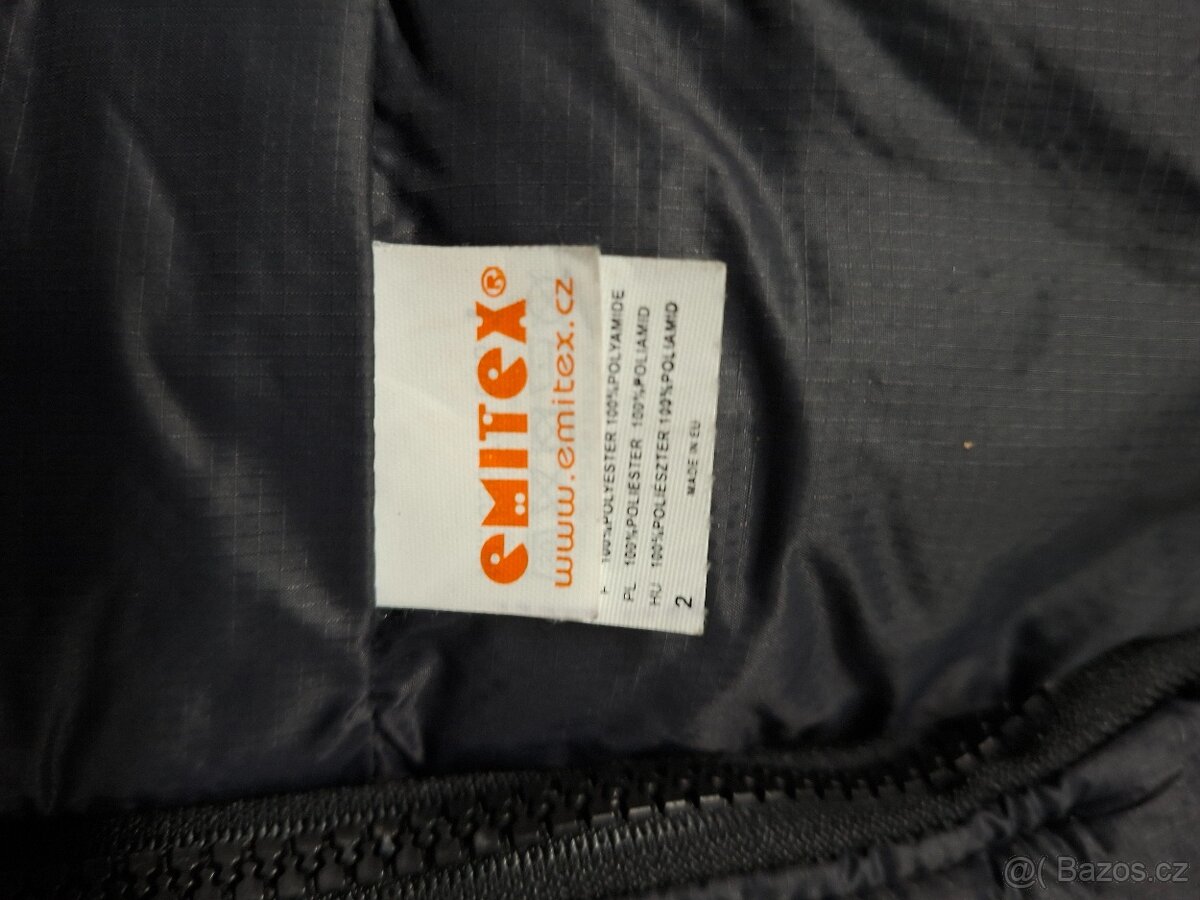 emitex®
www.emitex.cz
100%POLYESTER 100%POLYAMIDE
PL 100%POLIESTER 100%POLIAMID
HU 100%POLIÉSZTER 100%POLIAMID
2 MADE IN EU
@( Bazos.cz